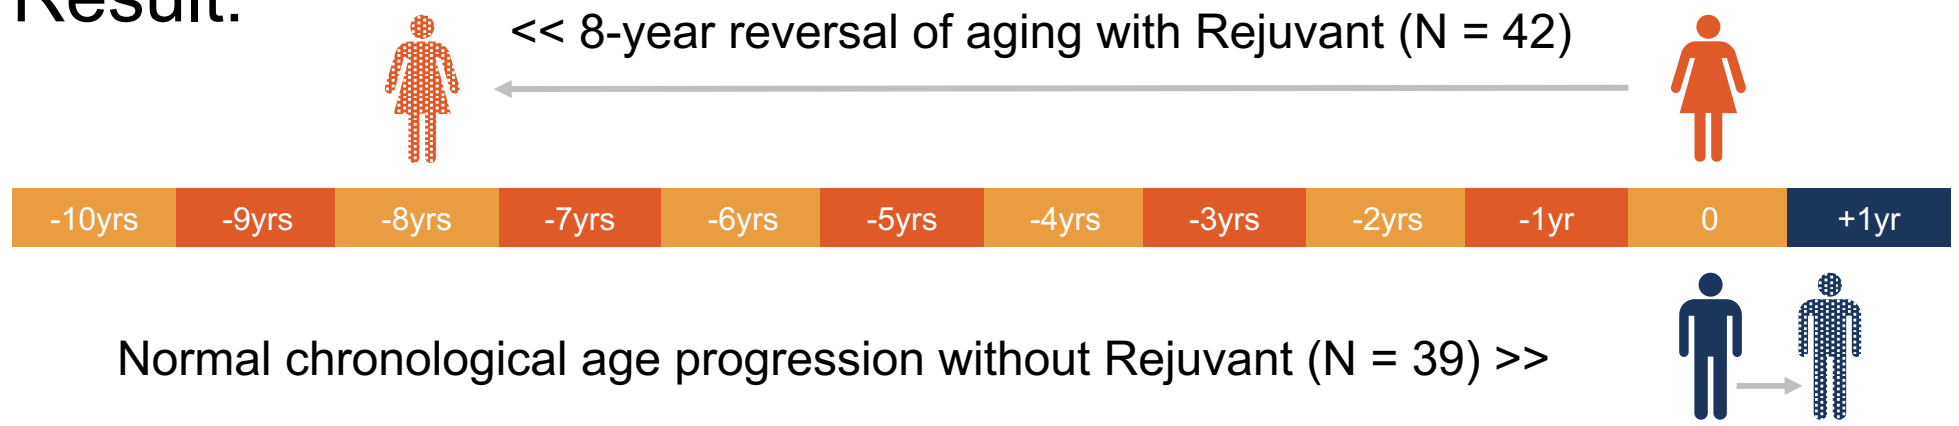 Result:
<< 8-year reversal of aging with Rejuvant (N = 42)
-10yrs -9yrs -8yrs -7yrs -6yrs -5yrs -4yrs -3yrs -2yrs -1yr 0 +1yr
Normal chronological age progression without Rejuvant (N = 39) >>